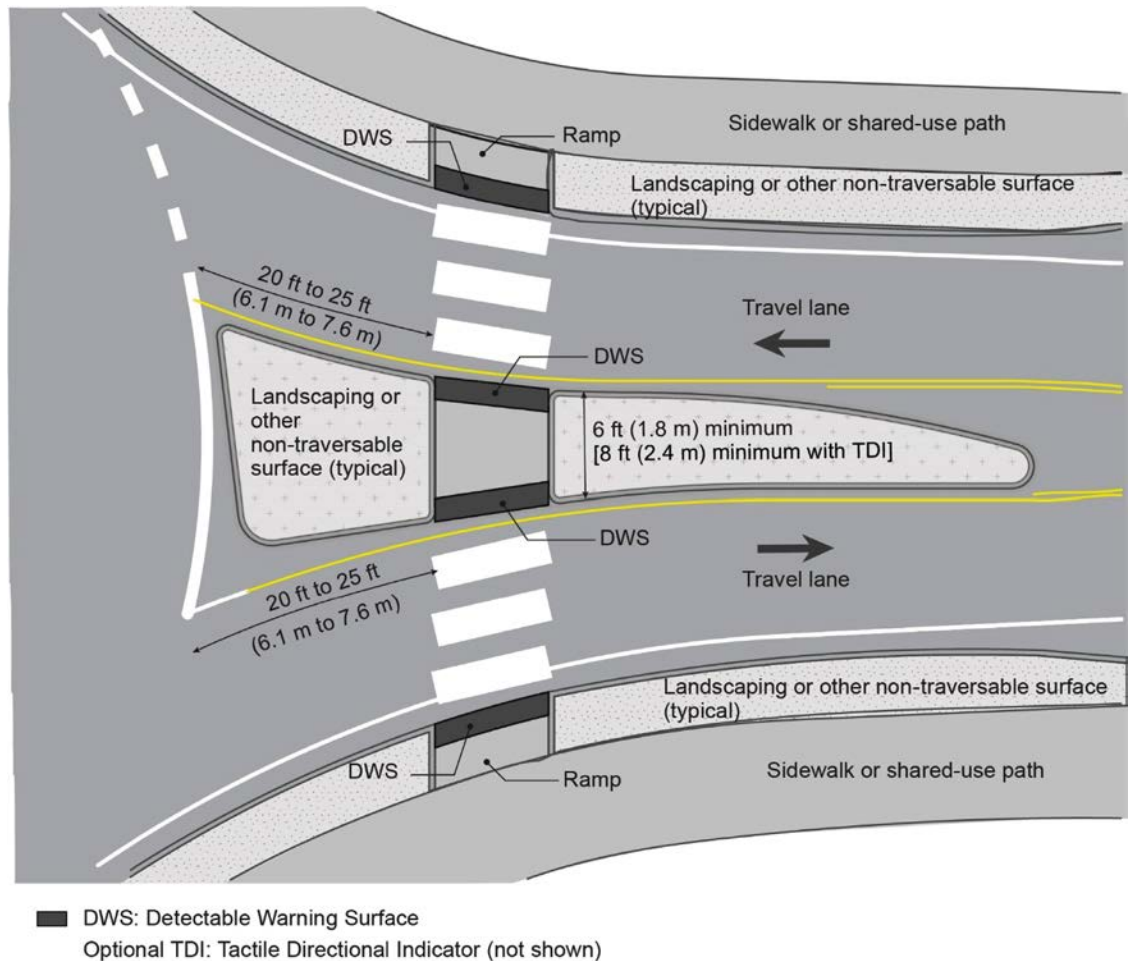 Sidewalk or shared-use path
DWS
Ramp
Landscaping or other non-traversable surface
(typical)
20 ft to 25 ft
(6.1 m to 7.6 m)
Travel lane
DWS
Landscaping or
other
non-traversable
surface (typical)
6 ft (1.8 m) minimum
[8 ft (2.4 m) minimum with TDI]
DWS
Travel lane
20 ft to 25 ft
(6.1 m to 7.6 m)
Landscaping or other non-traversable surface
(typical)
DWS
Ramp
Sidewalk or shared-use path
DWS: Detectable Warning Surface
Optional TDI: Tactile Directional Indicator (not shown)